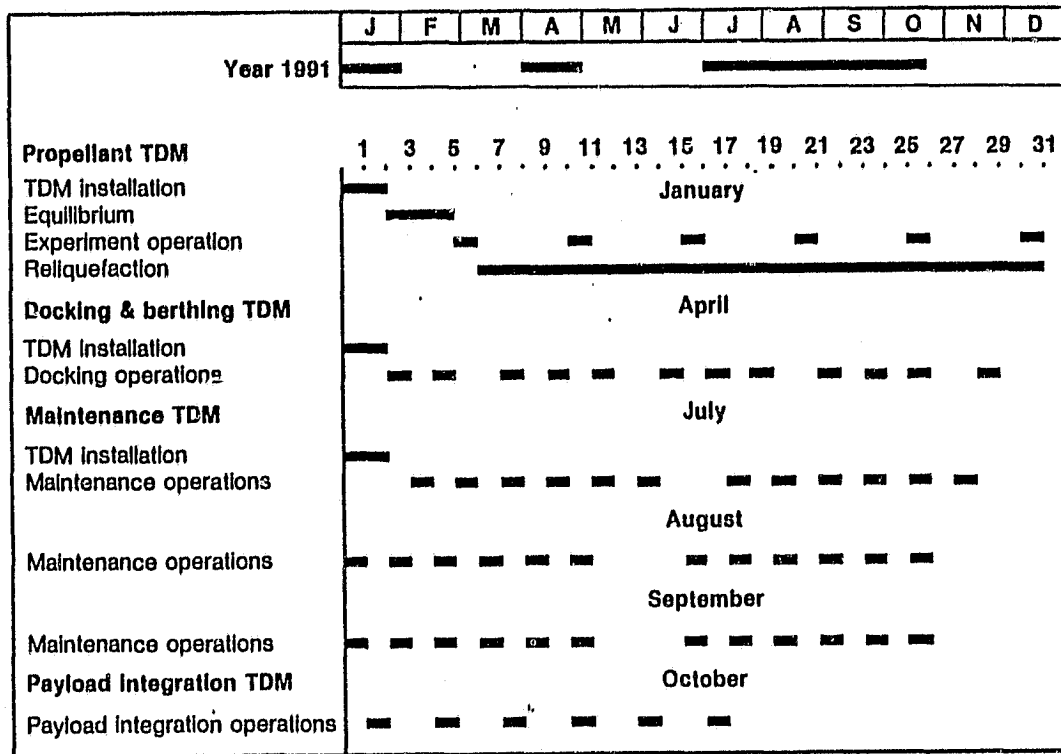 J F M A M J J A S O N D
Year 1991
Propellant TDM 1 3 5 7 9 11 13 15 17 19 21 23 25 27 29 31
TDM installation January
Equilibrium
Experiment operation
Reliquefaction
Docking & berthing TDM April
TDM installation
Docking operations
Maintenance TDM July
TDM installation
Maintenance operations
August
Maintenance operations
September
Maintenance operations
Payload integration TDM October
Payload integration operations